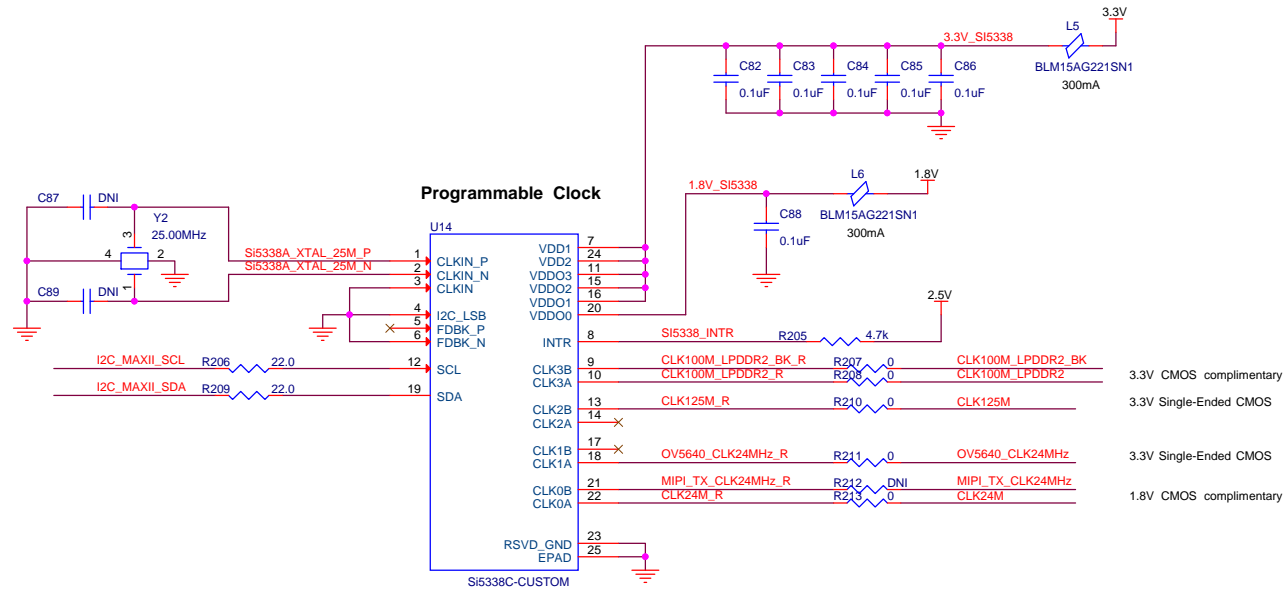 3.3V
L5
3.3V_SI5338
BLM15AG221SN1
300mA
C82
C83
C84
C85
C86
0.1uF
0.1uF
0.1uF
0.1uF
0.1uF
1.8V
L6
1.8V_SI5338
BLM15AG221SN1
300mA
C88
0.1uF
Programmable Clock
C87
DNI
Y2
25.00MHz
3
4
2
1
C89
DNI
U14
Si5338A_XTAL_25M_P
1
CLKIN_P
Si5338A_XTAL_25M_N
2
CLKIN_N
3
CLKIN
4
I2C_LSB
5
FDBK_P
6
FDBK_N
I2C_MAXII_SCL
R206
22.0
12
SCL
I2C_MAXII_SDA
R209
22.0
19
SDA
VDD1
7
VDD2
24
VDDO3
11
VDDO2
15
VDDO1
16
VDDO0
20
2.5V
INTR
8
SI5338_INTR
R205
4.7k
CLK3B
9
CLK100M_LPDDR2_BK_R
R207
0
CLK100M_LPDDR2_BK
CLK3A
10
CLK100M_LPDDR2_R
R208
0
CLK100M_LPDDR2
3.3V CMOS complimentary
CLK2B
13
CLK125M_R
R210
0
CLK125M
3.3V Single-Ended CMOS
CLK2A
14
CLK1B
17
CLK1A
18
OV5640_CLK24MHz_R
R211
0
OV5640_CLK24MHz
3.3V Single-Ended CMOS
CLK0B
21
MIPI_TX_CLK24MHz_R
R212
DNI
MIPI_TX_CLK24MHz
CLK0A
22
CLK24M_R
R213
0
CLK24M
1.8V CMOS complimentary
RSVD_GND
23
EPAD
25
Si5338C-CUSTOM